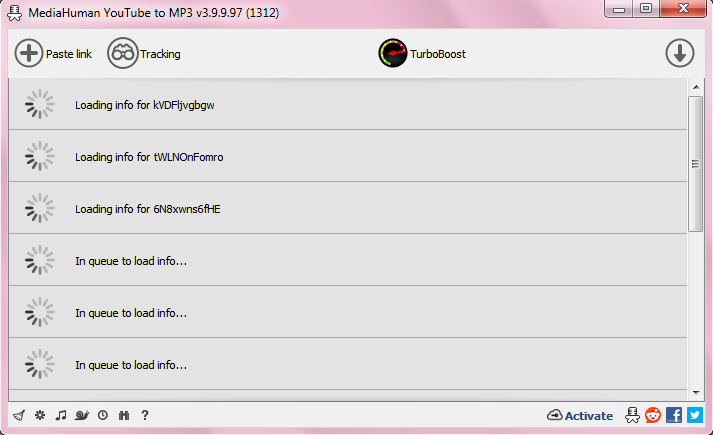 MediaHuman YouTube to MP3 v3.9.9.97 (1312)
Paste link Tracking TurboBoost
Loading info for kVDFljvgbgw
Loading info for tWLNOnFomro
Loading info for 6N8xwns6fHE
In queue to load info...
In queue to load info...
In queue to load info...
? Activate